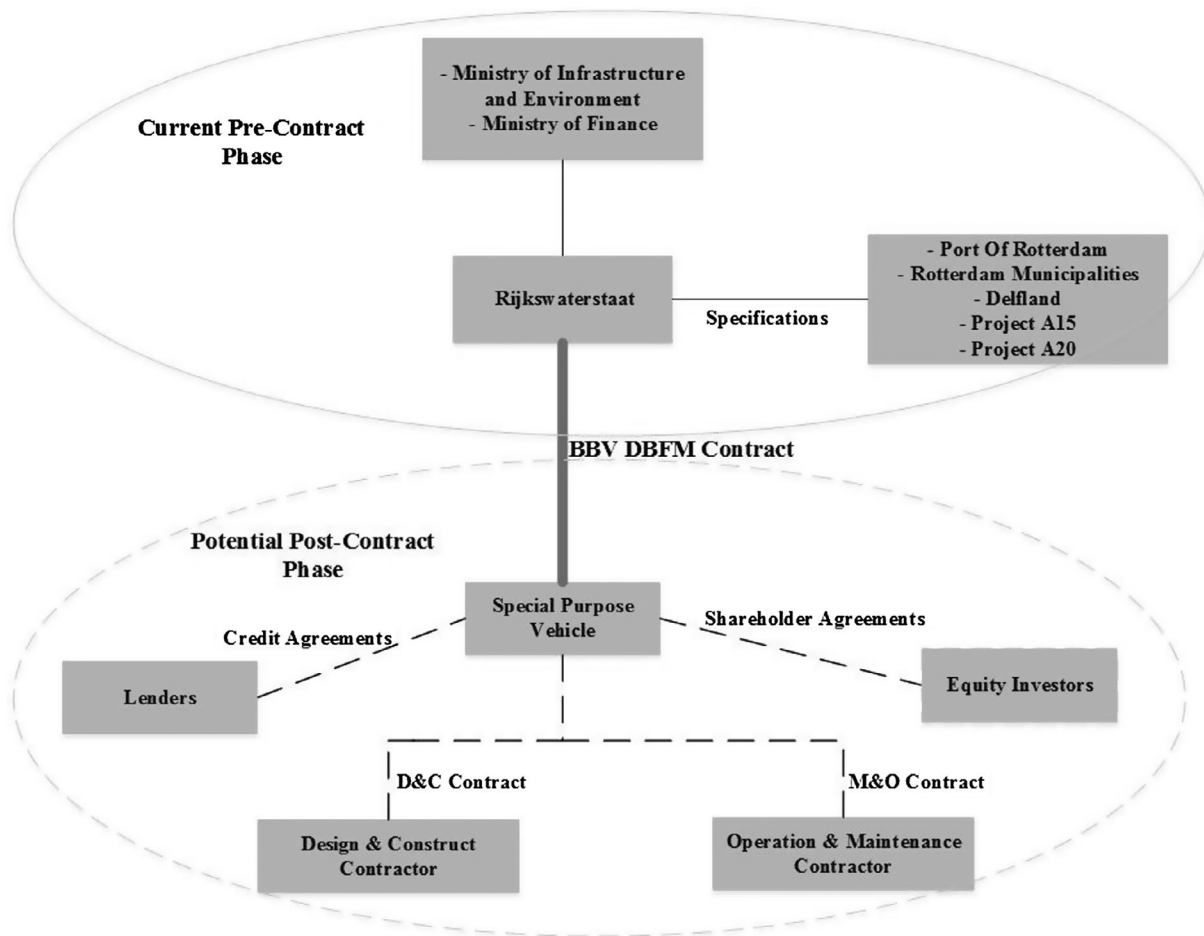 - Ministry of Infrastructure
and Environment
- Ministry of Finance
Current Pre-Contract
Phase
- Port Of Rotterdam
- Rotterdam Municipalities
- Delfland
- Project A15
- Project A20
Rijkswaterstaat
Specifications
BBV DBFM Contract
Potential Post-Contract
Phase
Special Purpose
Vehicle
Shareholder Agreements
Credit Agreements
Lenders
Equity Investors
D&C Contract
M&O Contract
Design & Construct
Contractor
Operation & Maintenance
Contractor